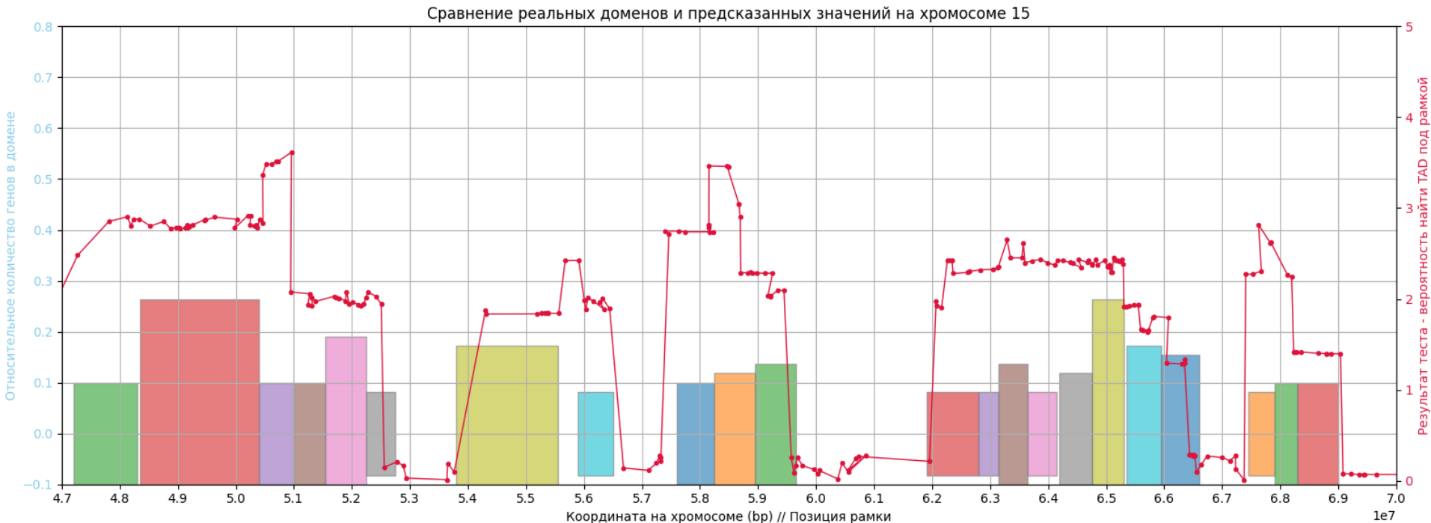 Сравнение реальных доменов и предсказанных значений на хромосоме 15
Относительное количество генов в домене
0.8
0.7
0.6
0.5
0.4
0.3
0.2
0.1
0.0
−0.1
5
4
3
2
1
0
Результат теста - вероятность найти TAD под рамкой
4.7 4.8 4.9 5.0 5.1 5.2 5.3 5.4 5.5 5.6 5.7 5.8 5.9 6.0 6.1 6.2 6.3 6.4 6.5 6.6 6.7 6.8 6.9 7.0
1e7
Координата на хромосоме (bp) // Позиция рамки